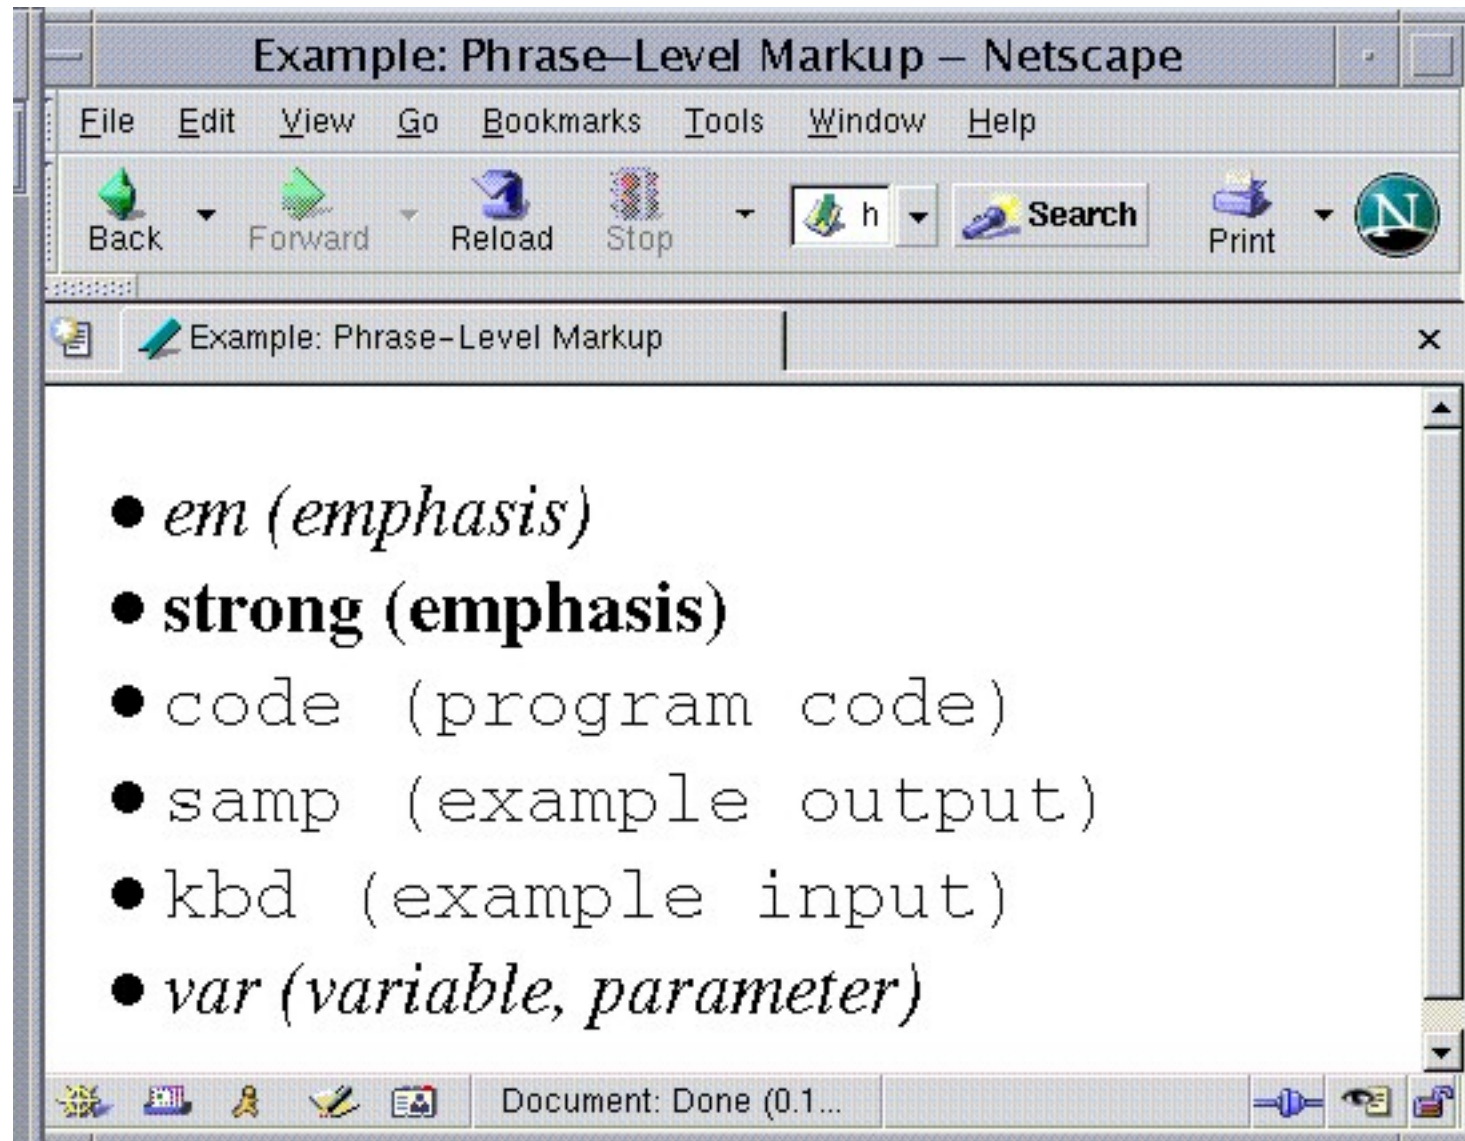 Example: Phrase–Level Markup – Netscape
File Edit View Go Bookmarks Tools Window Help
Back Forward Reload Stop h Search Print N
Example: Phrase-Level Markup
em (emphasis)
strong (emphasis)
code (program code)
samp (example output)
kbd (example input)
var (variable, parameter)
Document: Done (0.1...